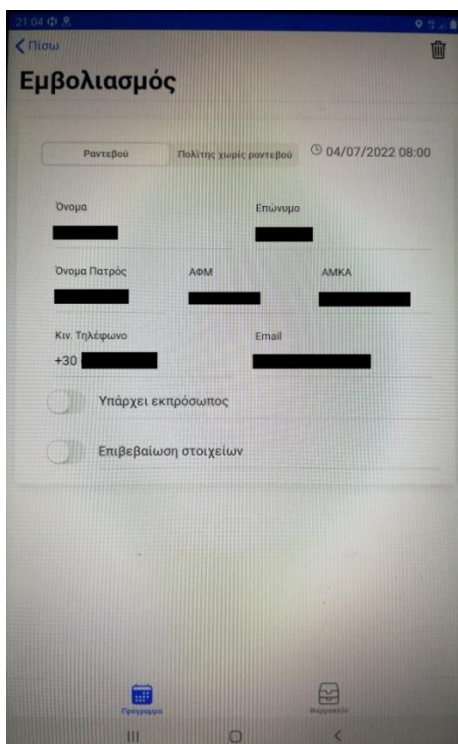 21:04
Πίσω
Εμβολιασμός
Ραντεβού Πολίτης χωρίς ραντεβού 04/07/2022 08:00
Όνομα Επώνυμο
Όνομα Πατρός ΑΦΜ ΑΜΚΑ
Κιν. Τηλέφωνο Email
+30
Υπάρχει εκπρόσωπος
Επιβεβαίωση στοιχείων
Πρόγραμμα Φαρμακείο